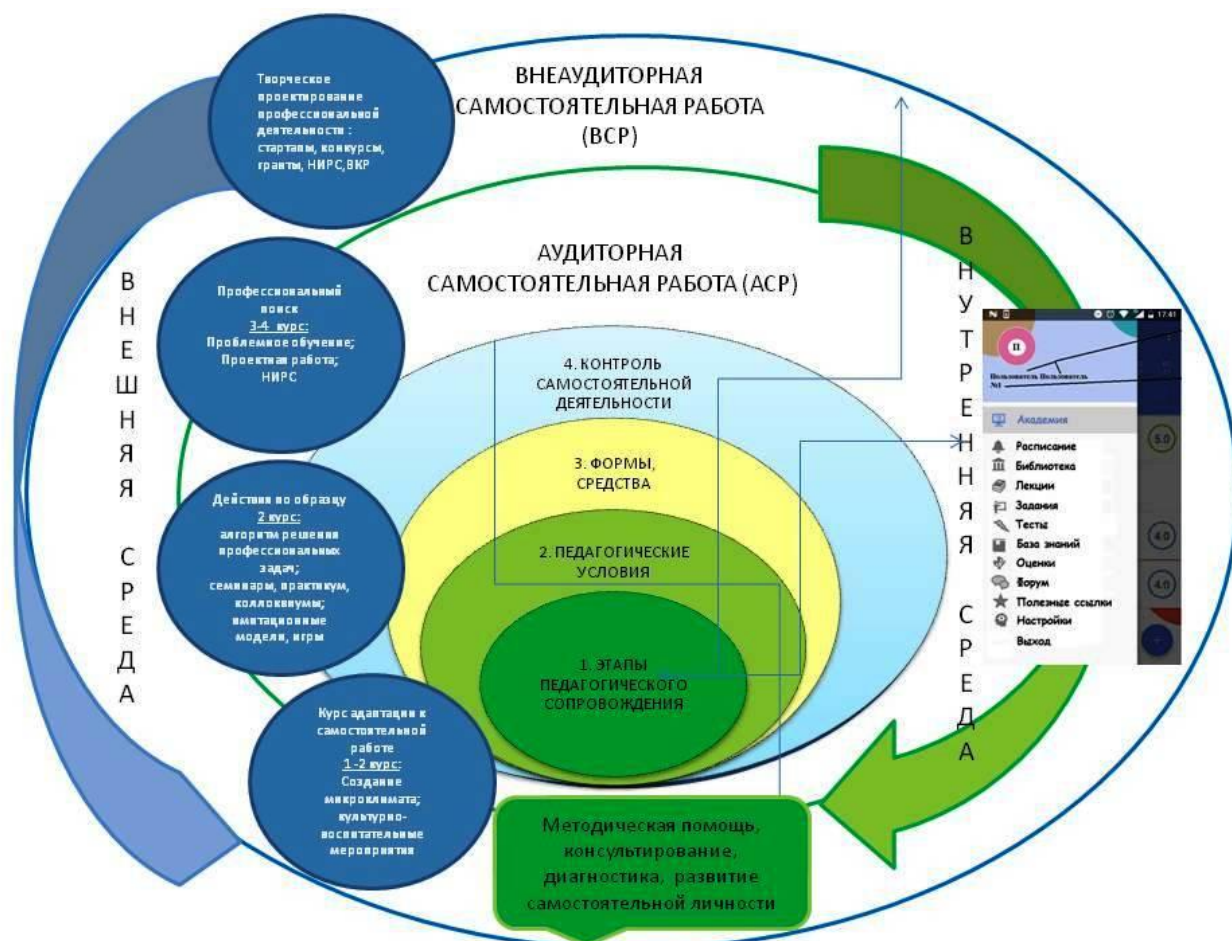 ВНЕАУДИТОРНАЯ
САМОСТОЯТЕЛЬНАЯ РАБОТА
(ВСР)
Творческое
проектирование
профессиональной
деятельности :
стартапы, конкурсы,
гранты, НИРС,ВКР
АУДИТОРНАЯ
САМОСТОЯТЕЛЬНАЯ РАБОТА (АСР)
ВНЕШНЯЯ СРЕДА
Профессиональный
поиск
3-4 курс:
Проблемное обучение;
Проектная работа;
НИРС
Действия по образцу
2 курс:
алгоритм решения
профессиональных
задач;
семинары, практикум,
коллоквиумы;
имитационные
модели, игры
Курс адаптации к
самостоятельной
работе
1 -2 курс:
Создание
микроклимата;
культурно-
воспитательные
мероприятия
4. КОНТРОЛЬ
САМОСТОЯТЕЛЬНОЙ
ДЕЯТЕЛЬНОСТИ
3. ФОРМЫ,
СРЕДСТВА
2. ПЕДАГОГИЧЕСКИЕ
УСЛОВИЯ
1. ЭТАПЫ
ПЕДАГОГИЧЕСКОГО
СОПРОВОЖДЕНИЯ
Методическая помощь,
консультирование,
диагностика, развитие
самостоятельной личности
ВНУТРЕННЯЯ СРЕДА
17:41
П
Пользователь Пользователь
№1
Академия
Расписание
Библиотека
Лекции
Задания
Тесты
База знаний
Оценки
Форум
Полезные ссылки
Настройки
Выход
5.0
4.0
4.0